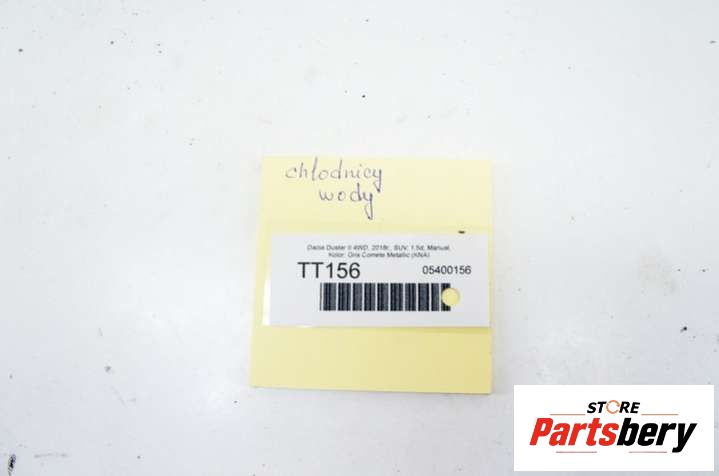 chłodnicy
wody
Dacia Duster II 4WD, 2018r., SUV, 1.5d, Manual,
Kolor: Gris Comete Metallic (KNA)
TT156 05400156
STORE
Partsbery